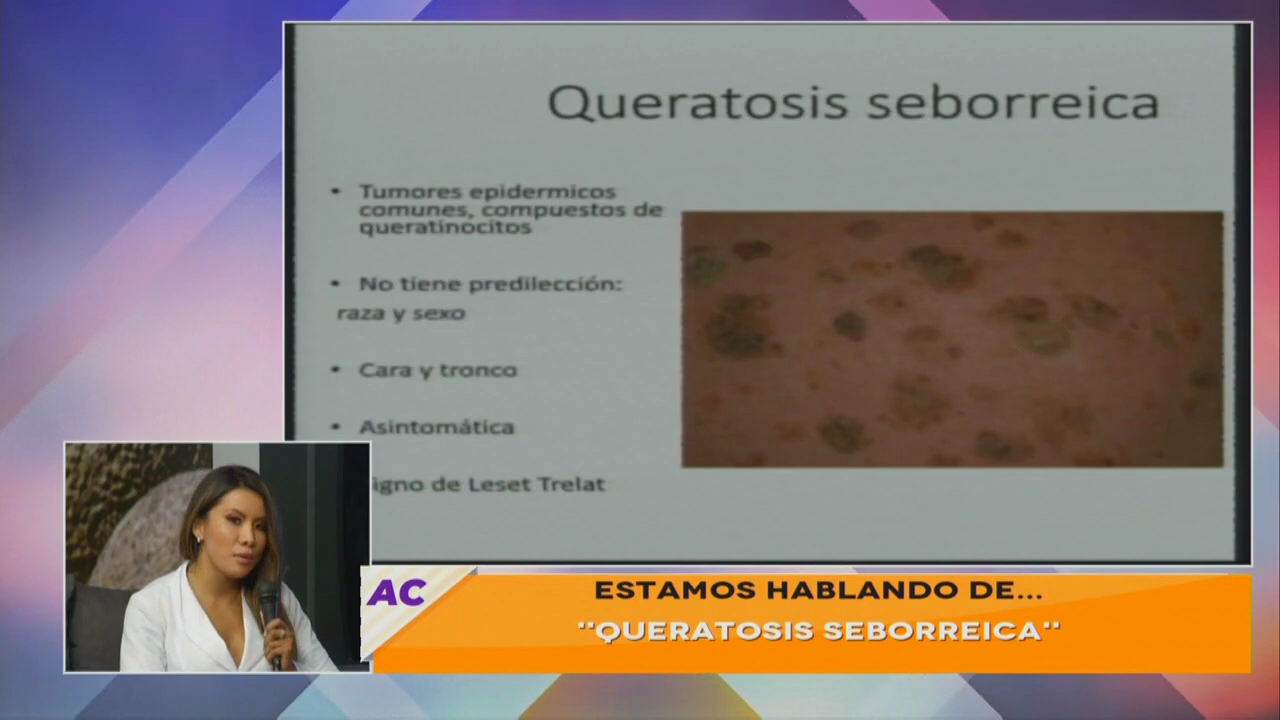 Queratosis seborreica
• Tumores epidermicos
comunes, compuestos de
queratinocitos
• No tiene predilección:
raza y sexo
• Cara y tronco
• Asintomática
igno de Leset Trelat
AC
ESTAMOS HABLANDO DE...
"QUERATOSIS SEBORREICA"